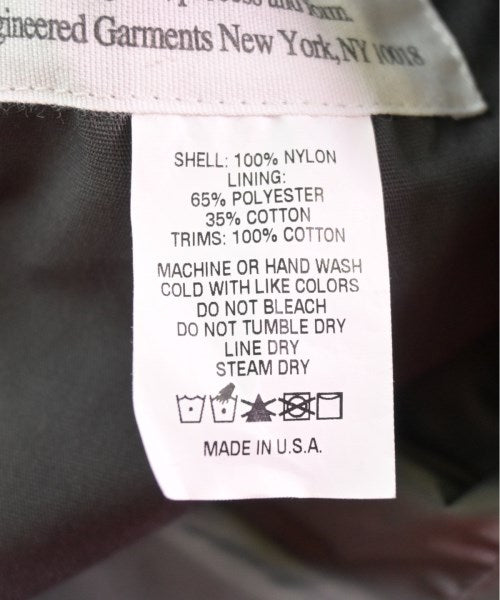 and form.
gineered Garments New York, NY 10018
SHELL: 100% NYLON
LINING:
65% POLYESTER
35% COTTON
TRIMS: 100% COTTON
MACHINE OR HAND WASH
COLD WITH LIKE COLORS
DO NOT BLEACH
DO NOT TUMBLE DRY
LINE DRY
STEAM DRY
MADE IN U.S.A.